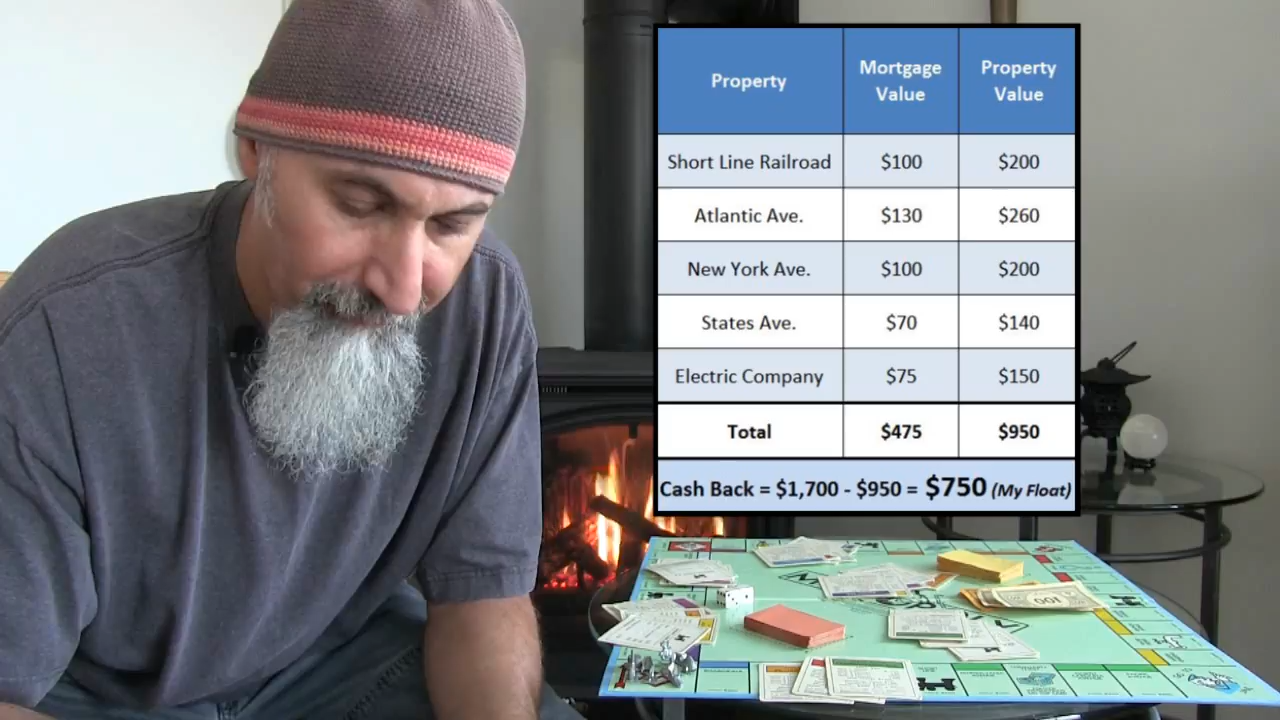 Property
Mortgage Value
Property Value
Short Line Railroad $100 $200
Atlantic Ave. $130 $260
New York Ave. $100 $200
States Ave. $70 $140
Electric Company $75 $150
Total $475 $950
Cash Back = $1,700 - $950 = $750 (My Float)
100